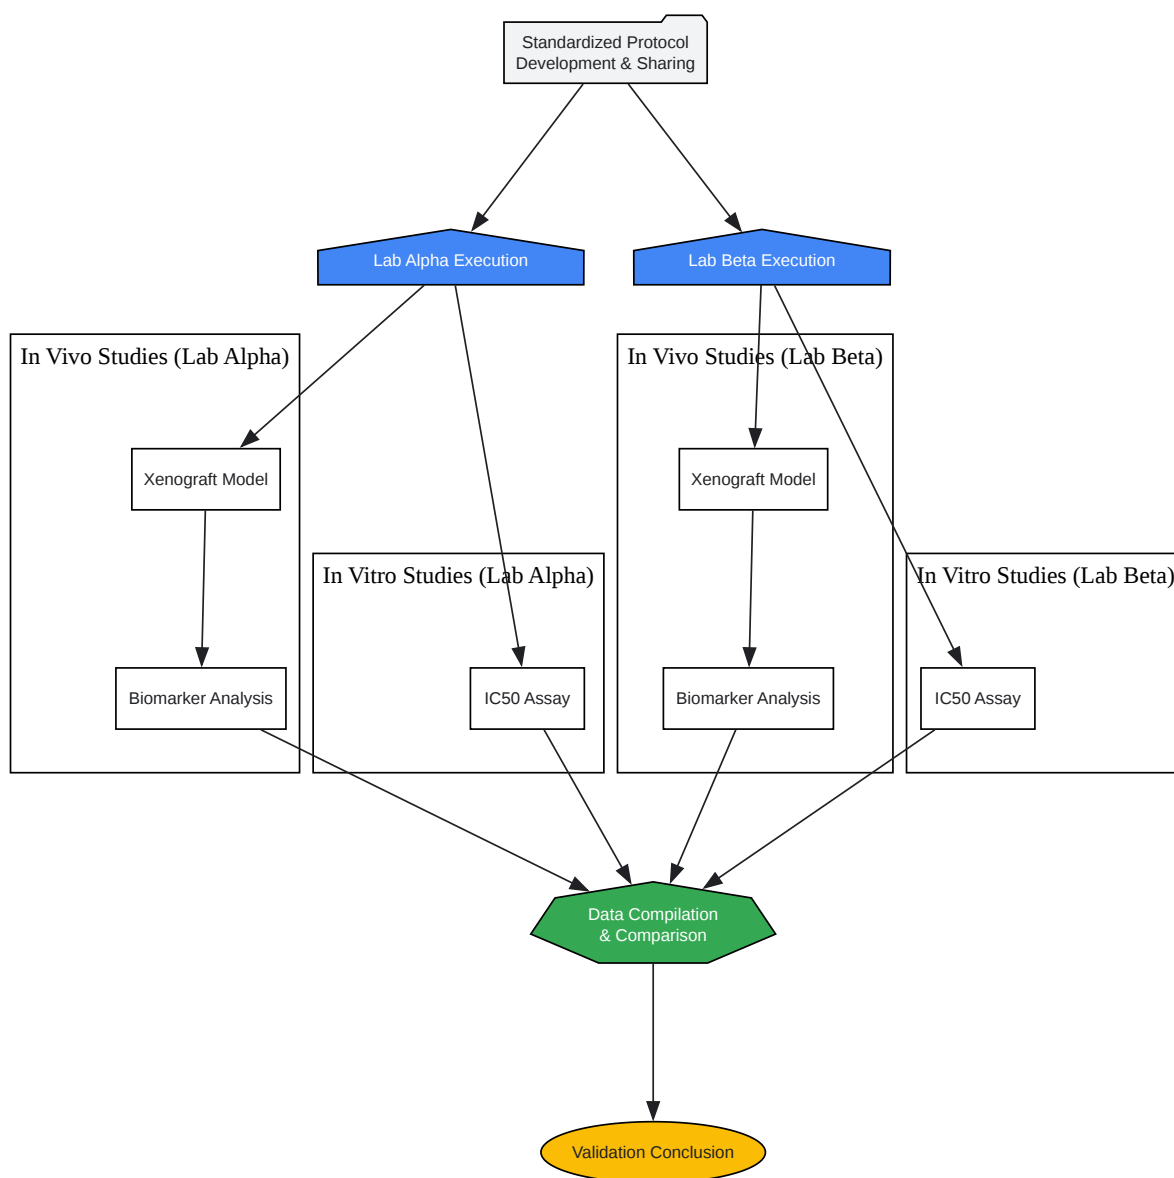 Standardized Protocol
Development & Sharing
Lab Alpha Execution
Lab Beta Execution
In Vivo Studies (Lab Alpha)
In Vivo Studies (Lab Beta)
Xenograft Model
Xenograft Model
In Vitro Studies (Lab Alpha)
In Vitro Studies (Lab Beta)
Biomarker Analysis
IC50 Assay
Biomarker Analysis
IC50 Assay
Data Compilation
& Comparison
Validation Conclusion